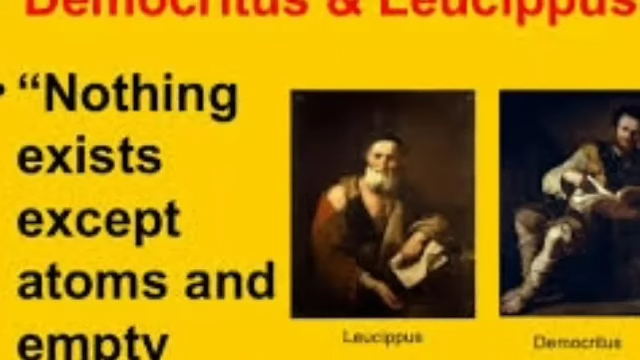 Democritus & Leucippus
• “Nothing
exists
except
atoms and
empty
Leucippus
Democritus